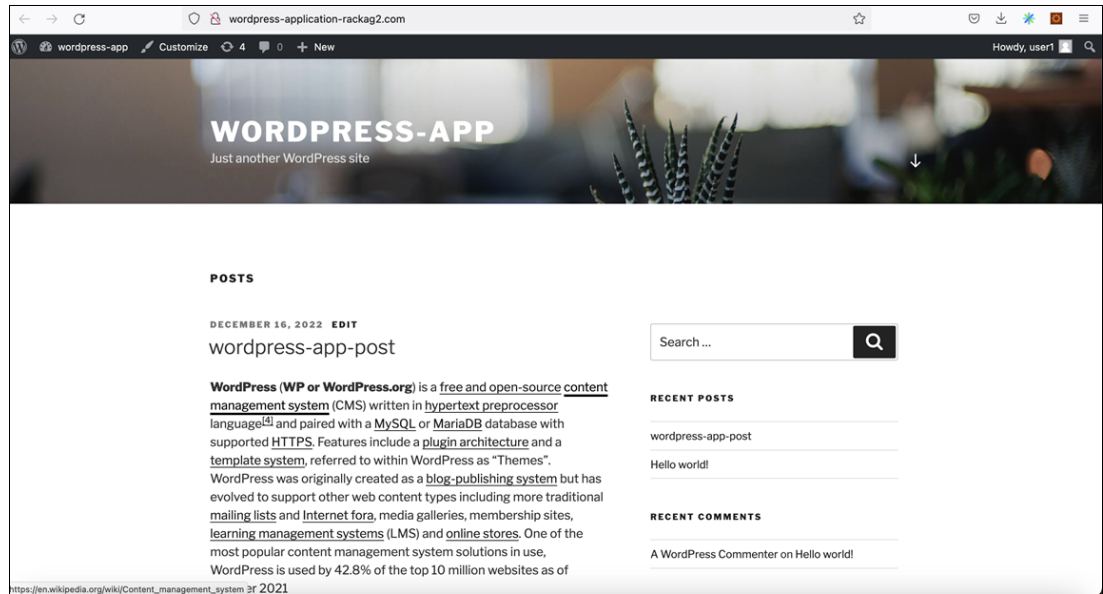 wordpress-application-rackag2.com
wordpress-app Customize 4 0 New Howdy, user1
WORDPRESS-APP
Just another WordPress site
POSTS
DECEMBER 16, 2022 EDIT
wordpress-app-post
WordPress (WP or WordPress.org) is a free and open-source content
management system (CMS) written in hypertext preprocessor
language[4] and paired with a MySQL or MariaDB database with
supported HTTPS. Features include a plugin architecture and a
template system, referred to within WordPress as “Themes”.
WordPress was originally created as a blog-publishing system but has
evolved to support other web content types including more traditional
mailing lists and Internet fora, media galleries, membership sites,
learning management systems (LMS) and online stores. One of the
most popular content management system solutions in use,
WordPress is used by 42.8% of the top 10 million websites as of
er 2021
Search ...
RECENT POSTS
wordpress-app-post
Hello world!
RECENT COMMENTS
A WordPress Commenter on Hello world!
https://en.wikipedia.org/wiki/Content_management_system